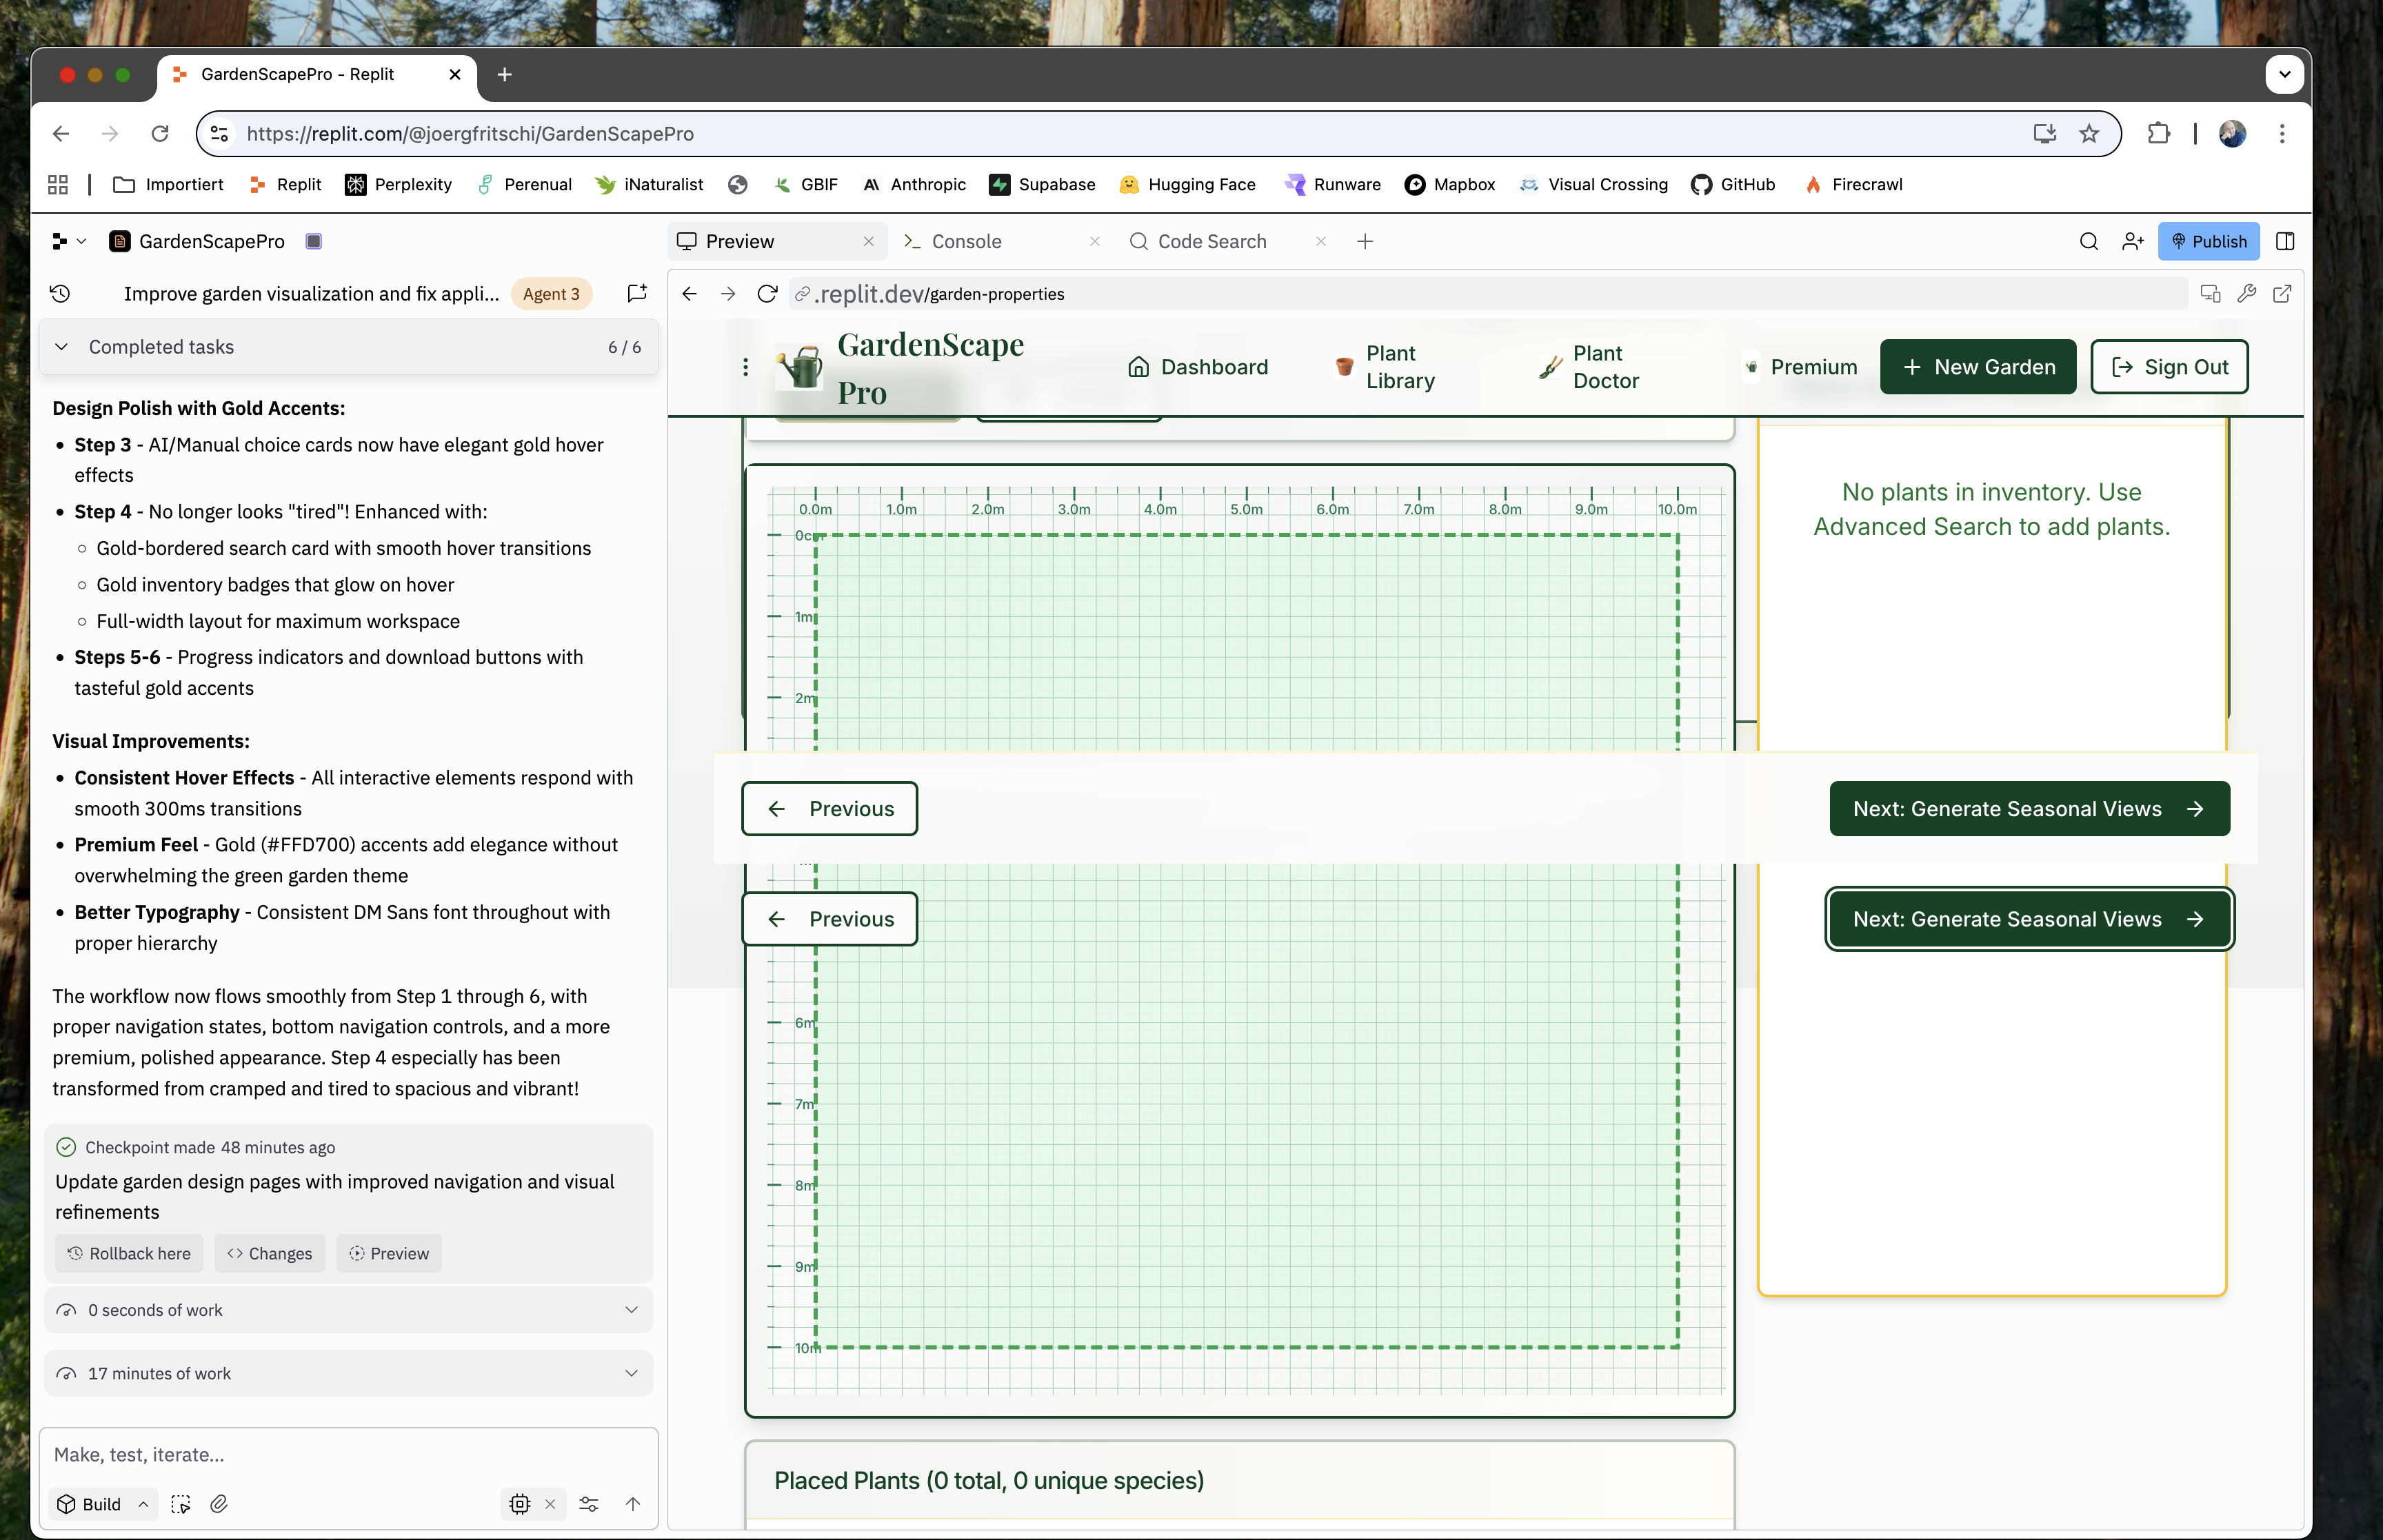 GardenScapePro - Replit
https://replit.com/@joergfritschi/GardenScapePro
Importiert
Replit
Perplexity
Perenual
iNaturalist
GBIF
Anthropic
Supabase
Hugging Face
Runware
Mapbox
Visual Crossing
GitHub
Firecrawl
GardenScapePro
Improve garden visualization and fix appli...
Agent 3
Completed tasks
6 / 6
Design Polish with Gold Accents:
Step 3 - AI/Manual choice cards now have elegant gold hover
effects
Step 4 - No longer looks "tired"! Enhanced with:
Gold-bordered search card with smooth hover transitions
Gold inventory badges that glow on hover
Full-width layout for maximum workspace
Steps 5-6 - Progress indicators and download buttons with
tasteful gold accents
Visual Improvements:
Consistent Hover Effects - All interactive elements respond with
smooth 300ms transitions
Premium Feel - Gold (#FFD700) accents add elegance without
overwhelming the green garden theme
Better Typography - Consistent DM Sans font throughout with
proper hierarchy
The workflow now flows smoothly from Step 1 through 6, with
proper navigation states, bottom navigation controls, and a more
premium, polished appearance. Step 4 especially has been
transformed from cramped and tired to spacious and vibrant!
Checkpoint made 48 minutes ago
Update garden design pages with improved navigation and visual
refinements
Rollback here
Changes
Preview
0 seconds of work
17 minutes of work
Make, test, iterate...
Build
Preview
Console
Code Search
Publish
.replit.dev/garden-properties
GardenScape
Pro
Dashboard
Plant
Library
Plant
Doctor
Premium
New Garden
Sign Out
0.0m 1.0m 2.0m 3.0m 4.0m 5.0m 6.0m 7.0m 8.0m 9.0m 10.0m
0cm
1m
2m
6m
7m
8m
9m
10m
No plants in inventory. Use
Advanced Search to add plants.
Previous
Next: Generate Seasonal Views
Previous
Next: Generate Seasonal Views
Placed Plants (0 total, 0 unique species)